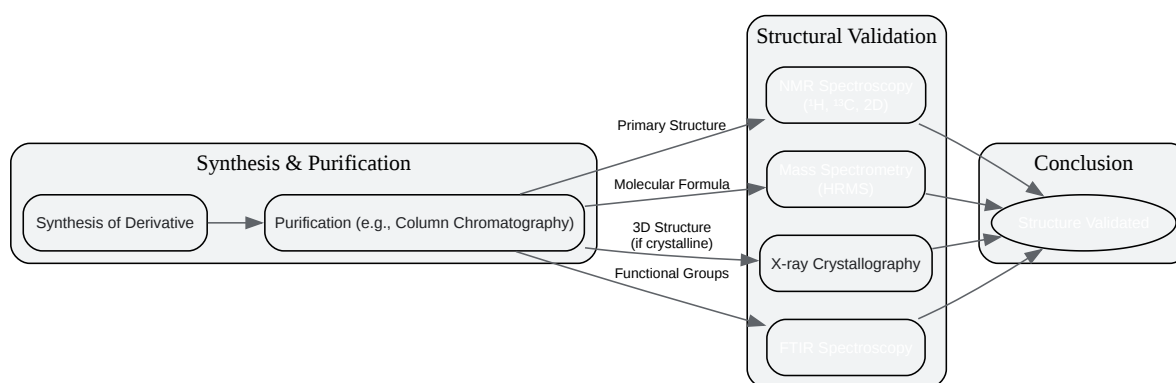 Structural Validation
NMR Spectroscopy
(¹H, ¹³C, 2D)
Primary Structure
Synthesis & Purification
Conclusion
Molecular Formula
Mass Spectrometry
(HRMS)
Synthesis of Derivative
Purification (e.g., Column Chromatography)
Structure Validated
3D Structure
(if crystalline)
X-ray Crystallography
Functional Groups
FTIR Spectroscopy